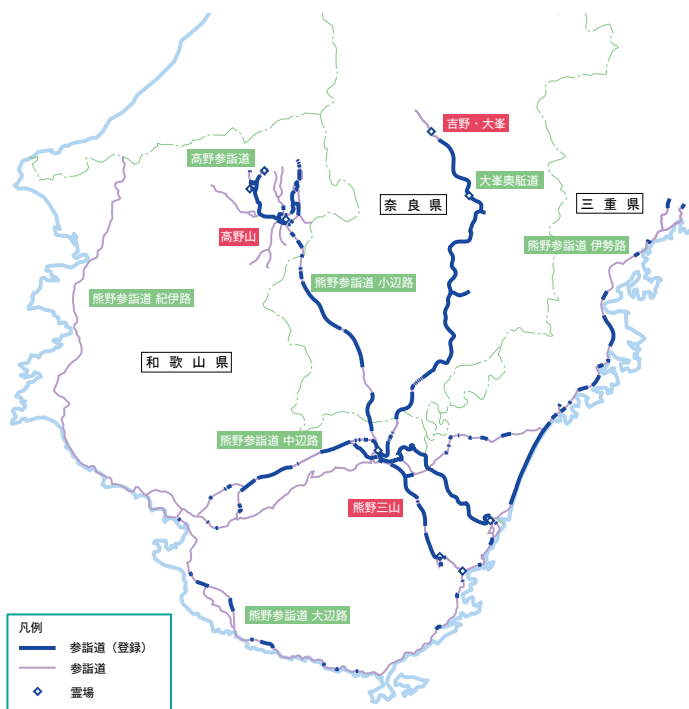 吉野・大峯
高野参詣道
大峯奥駈道
奈良県
三重県
高野山
熊野参詣道 伊勢路
熊野参詣道 小辺路
熊野参詣道 紀伊路
和歌山県
熊野参詣道 中辺路
熊野三山
熊野参詣道 大辺路
凡例
参詣道（登録）
参詣道
霊場